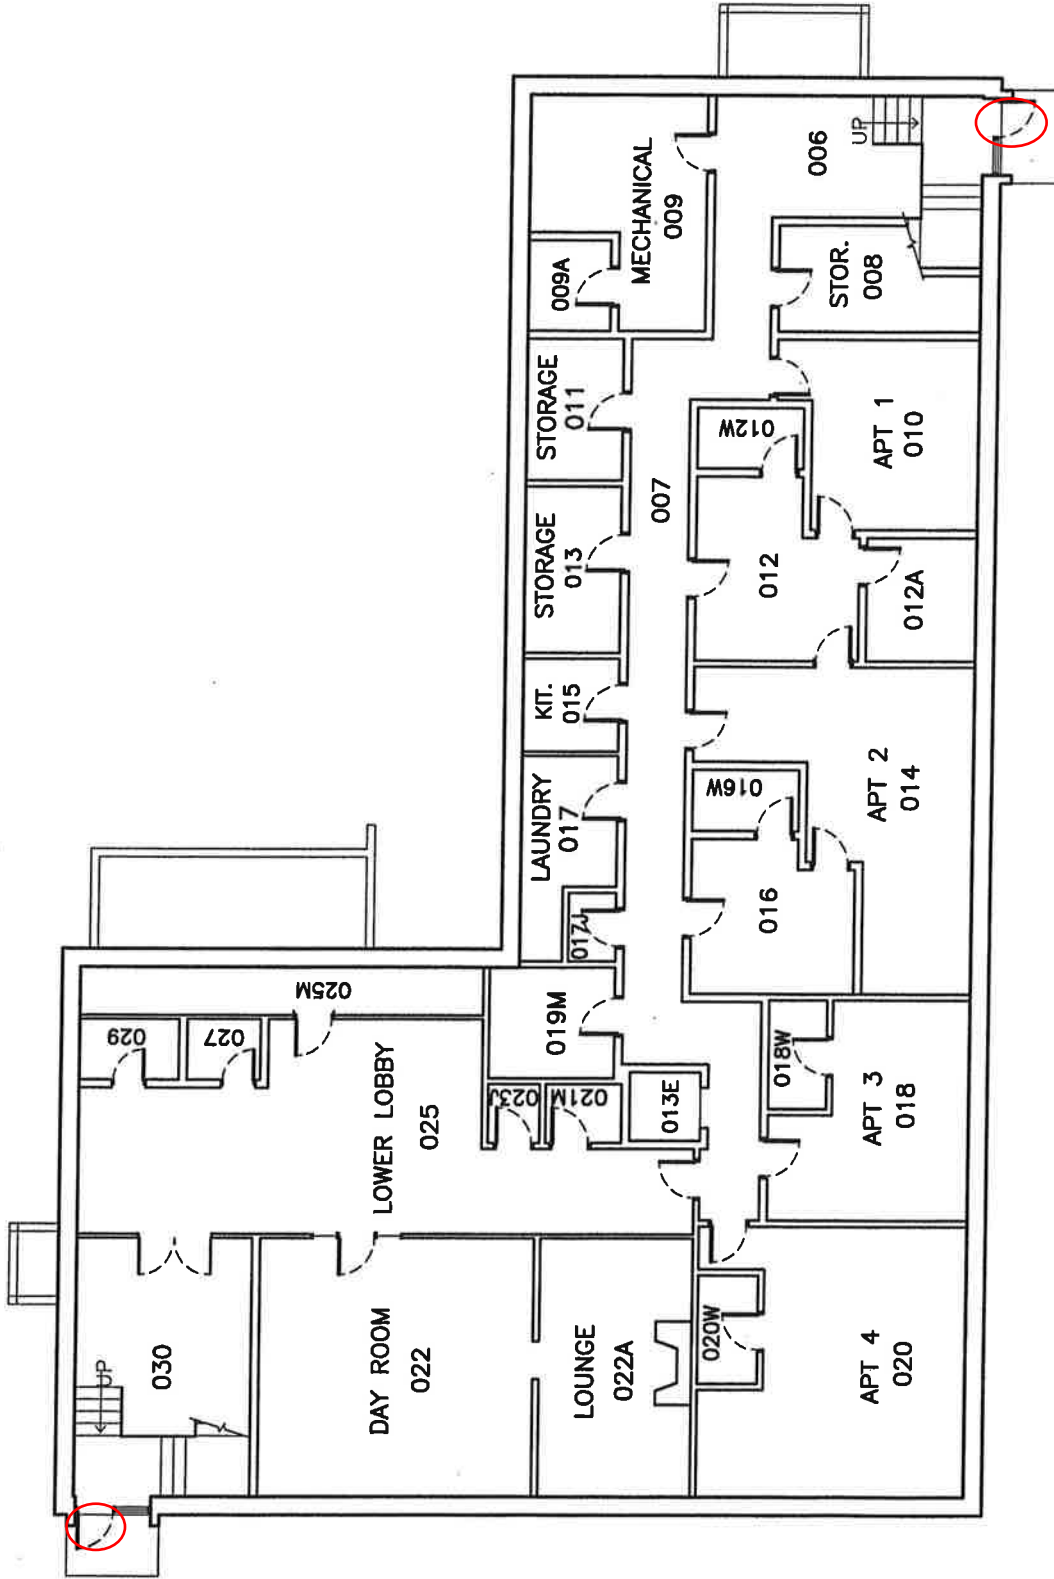 UP
006
MECHANICAL
009
009A
STOR.
008
STORAGE
011
APT 1
010
012W
007
STORAGE
013
012
012A
KIT.
015
APT 2
014
016W
LAUNDRY
017
016
017J
025M
019M
029
027
LOWER LOBBY
025
023J
021M
013E
018W
APT 3
018
UP
030
DAY ROOM
022
LOUNGE
022A
020W
APT 4
020